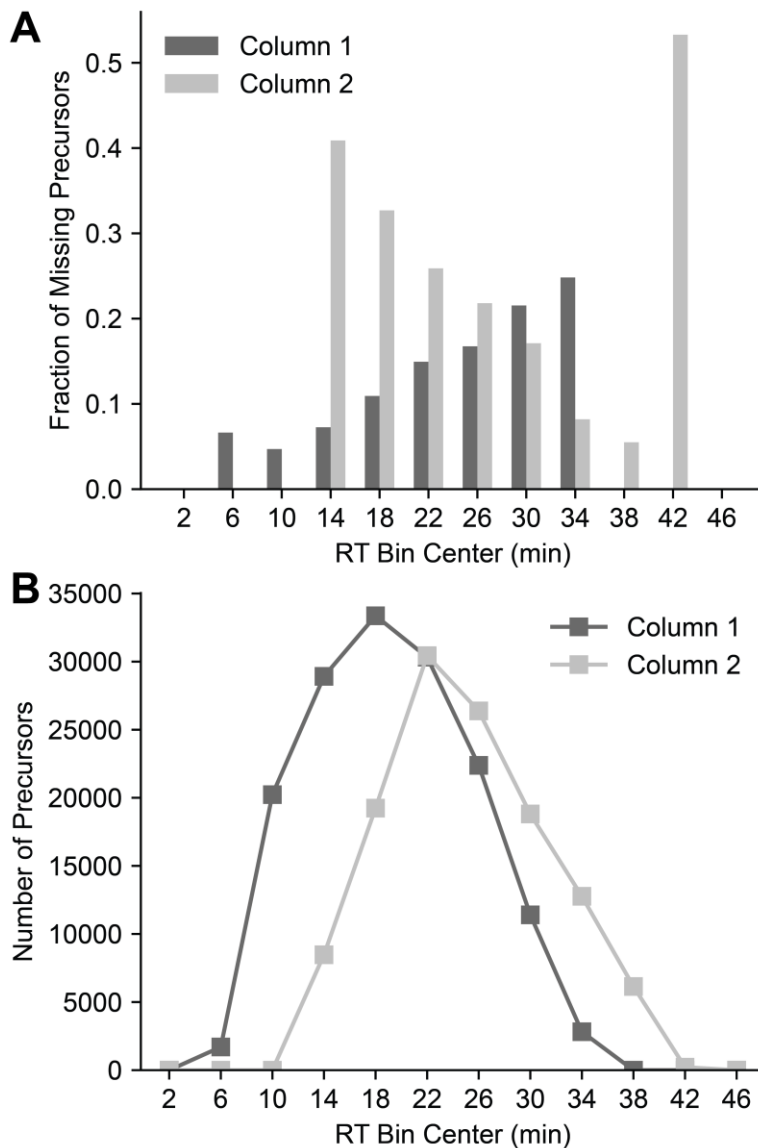 A
Column 1
Column 2
Fraction of Missing Precursors
0.5
0.4
0.3
0.2
0.1
0.0
2 6 10 14 18 22 26 30 34 38 42 46
RT Bin Center (min)
B
Column 1
Column 2
Number of Precursors
35000
30000
25000
20000
15000
10000
5000
0
2 6 10 14 18 22 26 30 34 38 42 46
RT Bin Center (min)